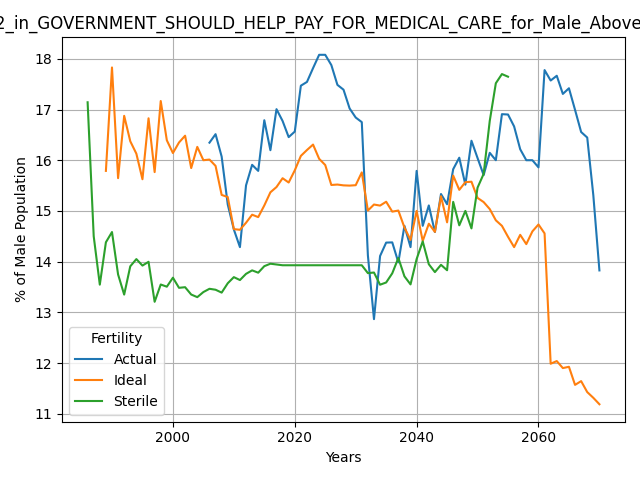 2_in_GOVERNMENT_SHOULD_HELP_PAY_FOR_MEDICAL_CARE_for_Male_Above
18
17
16
15
14
13
12
11
% of Male Population
Fertility
Actual
Ideal
Sterile
2000
2020
2040
2060
Years